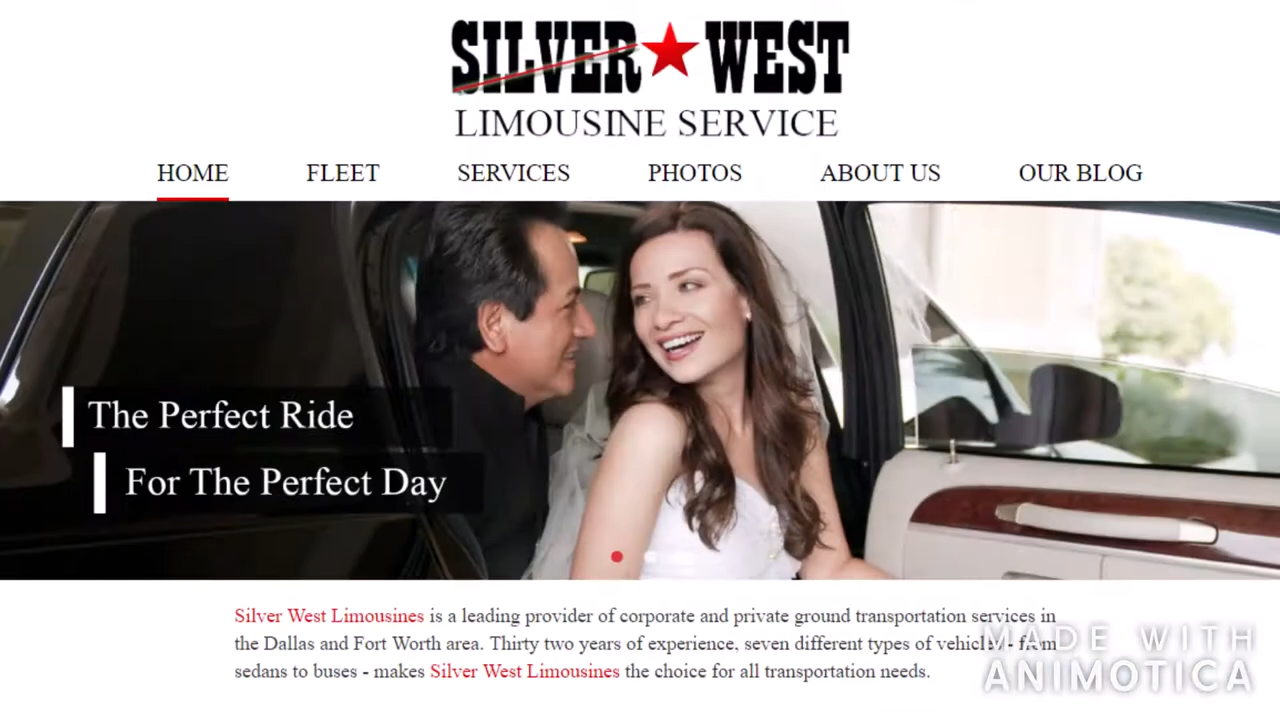 SILVER WEST
LIMOUSINE SERVICE
HOME FLEET SERVICES PHOTOS ABOUT US OUR BLOG
The Perfect Ride
For The Perfect Day
Silver West Limousines is a leading provider of corporate and private ground transportation services in
the Dallas and Fort Worth area. Thirty two years of experience, seven different types of vehicles - from
sedans to buses - makes Silver West Limousines the choice for all transportation needs.
MADE WITH
ANIMOTICA